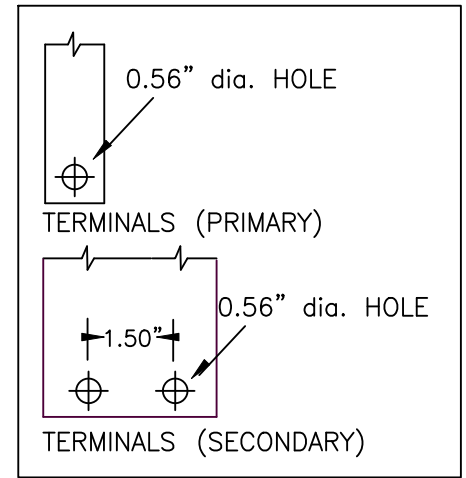 0.56" dia. HOLE
TERMINALS (PRIMARY)
0.56" dia. HOLE
1.50"
TERMINALS (SECONDARY)